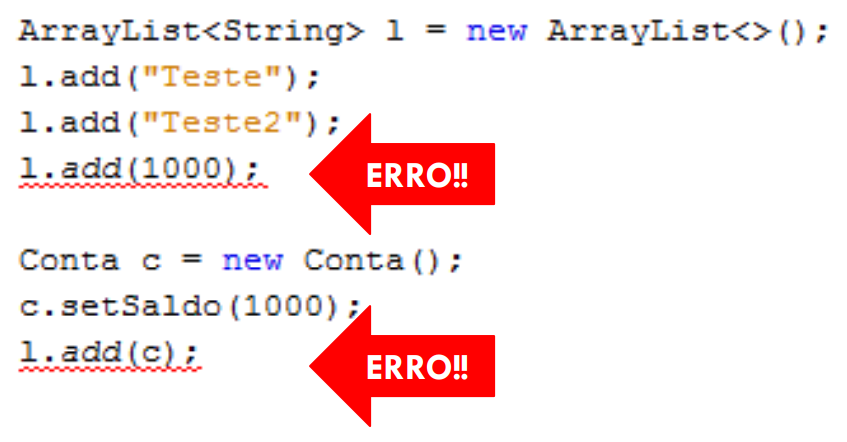 ArrayList<String> l = new ArrayList<>();
l.add("Teste");
l.add("Teste2");
l.add(1000); ERRO!!
Conta c = new Conta();
c.setSaldo(1000);
l.add(c); ERRO!!